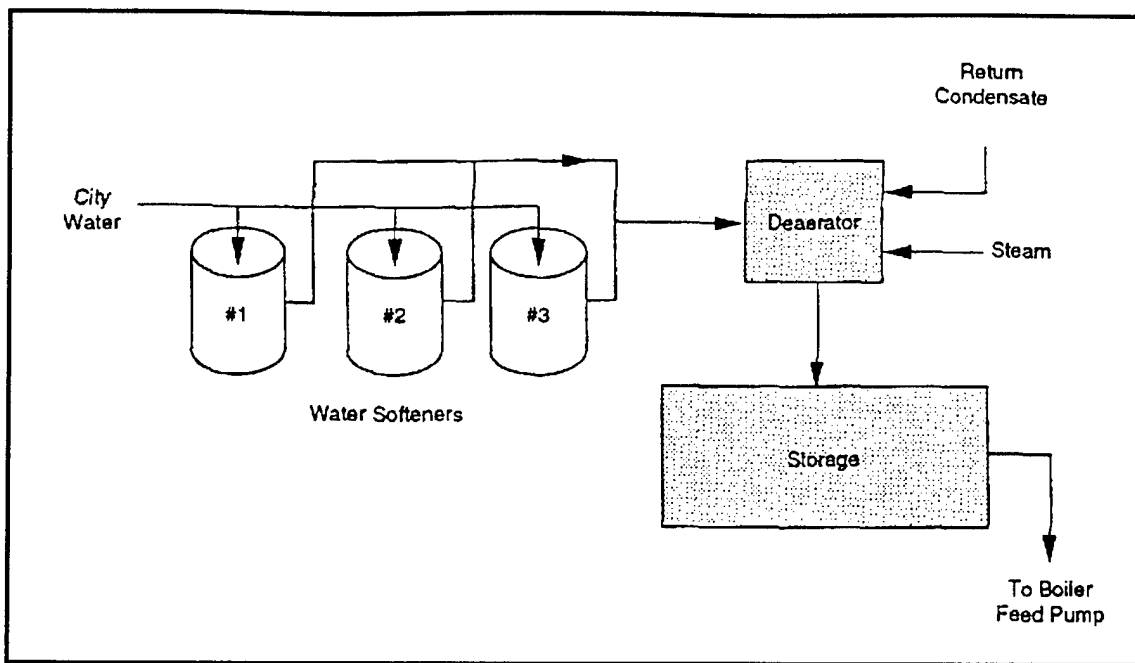 Return
Condensate
City
Water
Deaerator
Steam
#1
#2
#3
Water Softeners
Storage
To Boiler
Feed Pump